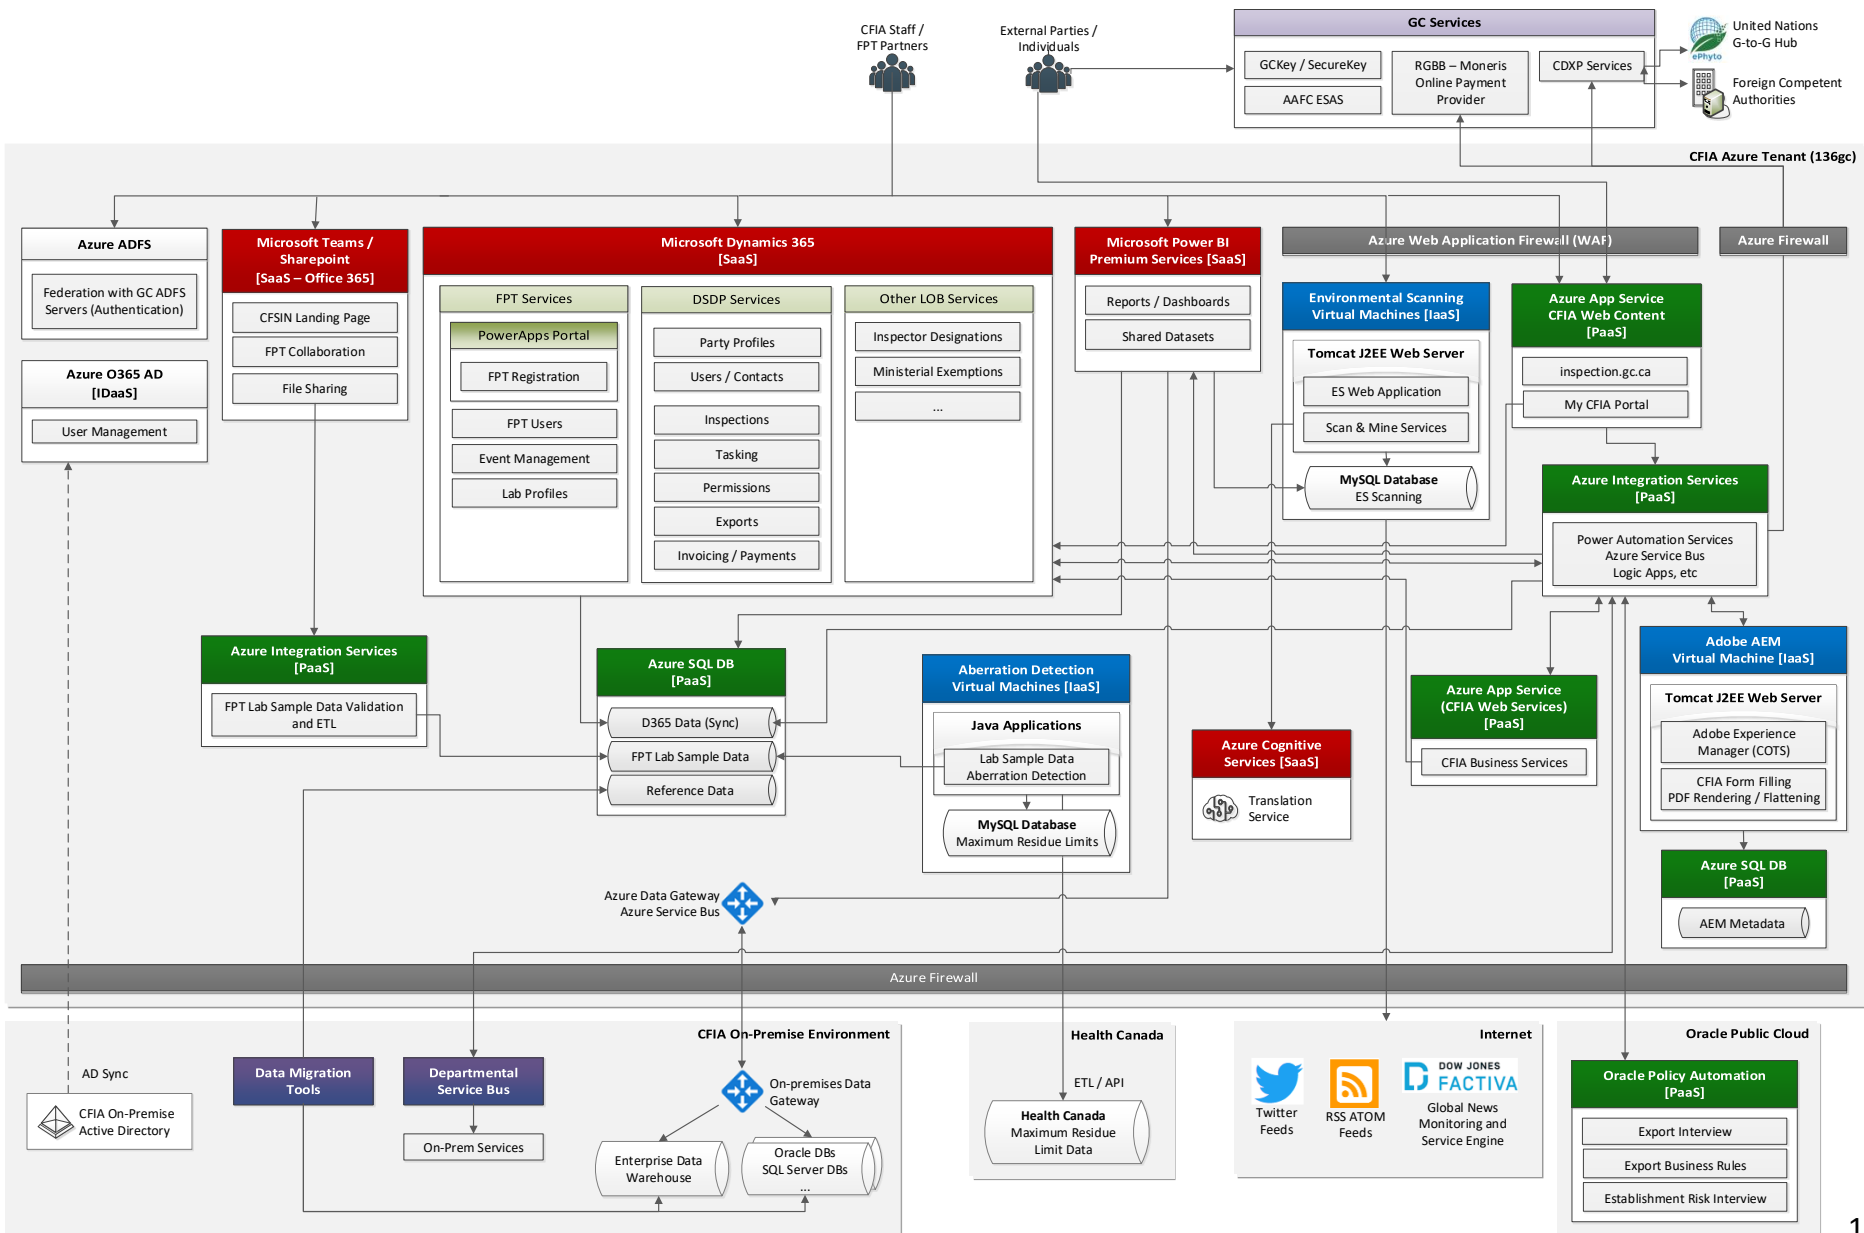 CFIA Staff /
FPT Partners
External Parties /
Individuals
GC Services
GCKey / SecureKey
AAFC ESAS
RGBB – Moneris
Online Payment
Provider
CDXP Services
ePhyto
United Nations
G-to-G Hub
Foreign Competent
Authorities
CFIA Azure Tenant (136gc)
Azure ADFS
Federation with GC ADFS
Servers (Authentication)
Azure O365 AD
[IDaaS]
User Management
Microsoft Teams /
Sharepoint
[SaaS – Office 365]
CFSIN Landing Page
FPT Collaboration
File Sharing
Microsoft Dynamics 365
[SaaS]
FPT Services
PowerApps Portal
FPT Registration
FPT Users
Event Management
Lab Profiles
DSDP Services
Party Profiles
Users / Contacts
Inspections
Tasking
Permissions
Exports
Invoicing / Payments
Other LOB Services
Inspector Designations
Ministerial Exemptions
...
Microsoft Power BI
Premium Services [SaaS]
Reports / Dashboards
Shared Datasets
Azure Web Application Firewall (WAF)
Azure Firewall
Environmental Scanning
Virtual Machines [IaaS]
Tomcat J2EE Web Server
ES Web Application
Scan & Mine Services
MySQL Database
ES Scanning
Azure App Service
CFIA Web Content
[PaaS]
inspection.gc.ca
My CFIA Portal
Azure Integration Services
[PaaS]
Power Automation Services
Azure Service Bus
Logic Apps, etc
Azure Integration Services
[PaaS]
FPT Lab Sample Data Validation
and ETL
Azure SQL DB
[PaaS]
D365 Data (Sync)
FPT Lab Sample Data
Reference Data
Aberration Detection
Virtual Machines [IaaS]
Java Applications
Lab Sample Data
Aberration Detection
MySQL Database
Maximum Residue Limits
Azure Cognitive
Services [SaaS]
Translation
Service
Azure App Service
(CFIA Web Services)
[PaaS]
CFIA Business Services
Adobe AEM
Virtual Machine [IaaS]
Tomcat J2EE Web Server
Adobe Experience
Manager (COTS)
CFIA Form Filling
PDF Rendering / Flattening
Azure SQL DB
[PaaS]
AEM Metadata
Azure Data Gateway
Azure Service Bus
Azure Firewall
CFIA On-Premise Environment
AD Sync
CFIA On-Premise
Active Directory
Data Migration
Tools
Departmental
Service Bus
On-Prem Services
On-premises Data
Gateway
Enterprise Data
Warehouse
Oracle DBs
SQL Server DBs
...
Health Canada
ETL / API
Health Canada
Maximum Residue
Limit Data
Internet
Twitter
Feeds
RSS ATOM
Feeds
DOW JONES
FACTIVA
Global News
Monitoring and
Service Engine
Oracle Public Cloud
Oracle Policy Automation
[PaaS]
Export Interview
Export Business Rules
Establishment Risk Interview
1